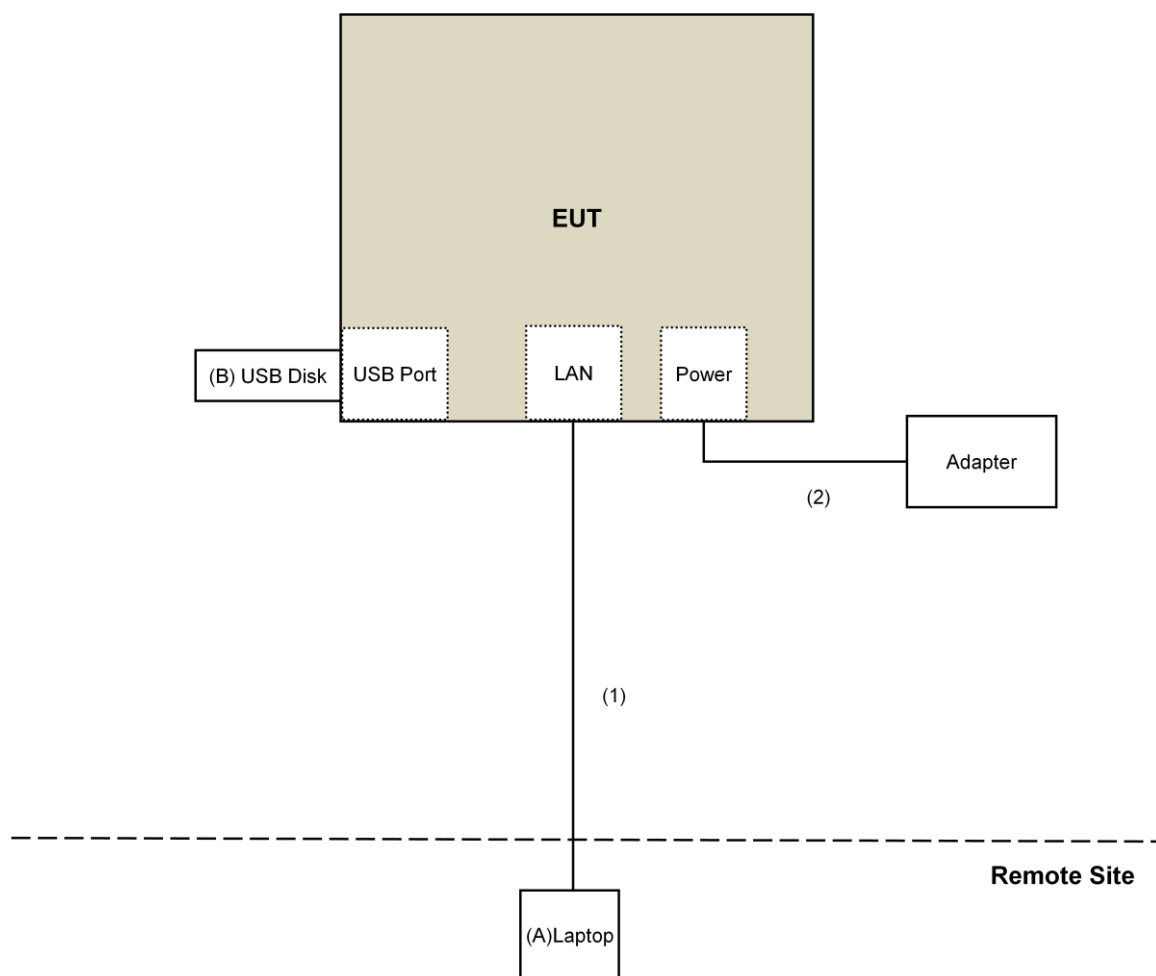 EUT
(B) USB Disk
USB Port
LAN
Power
Adapter
(2)
(1)
Remote Site
(A)Laptop